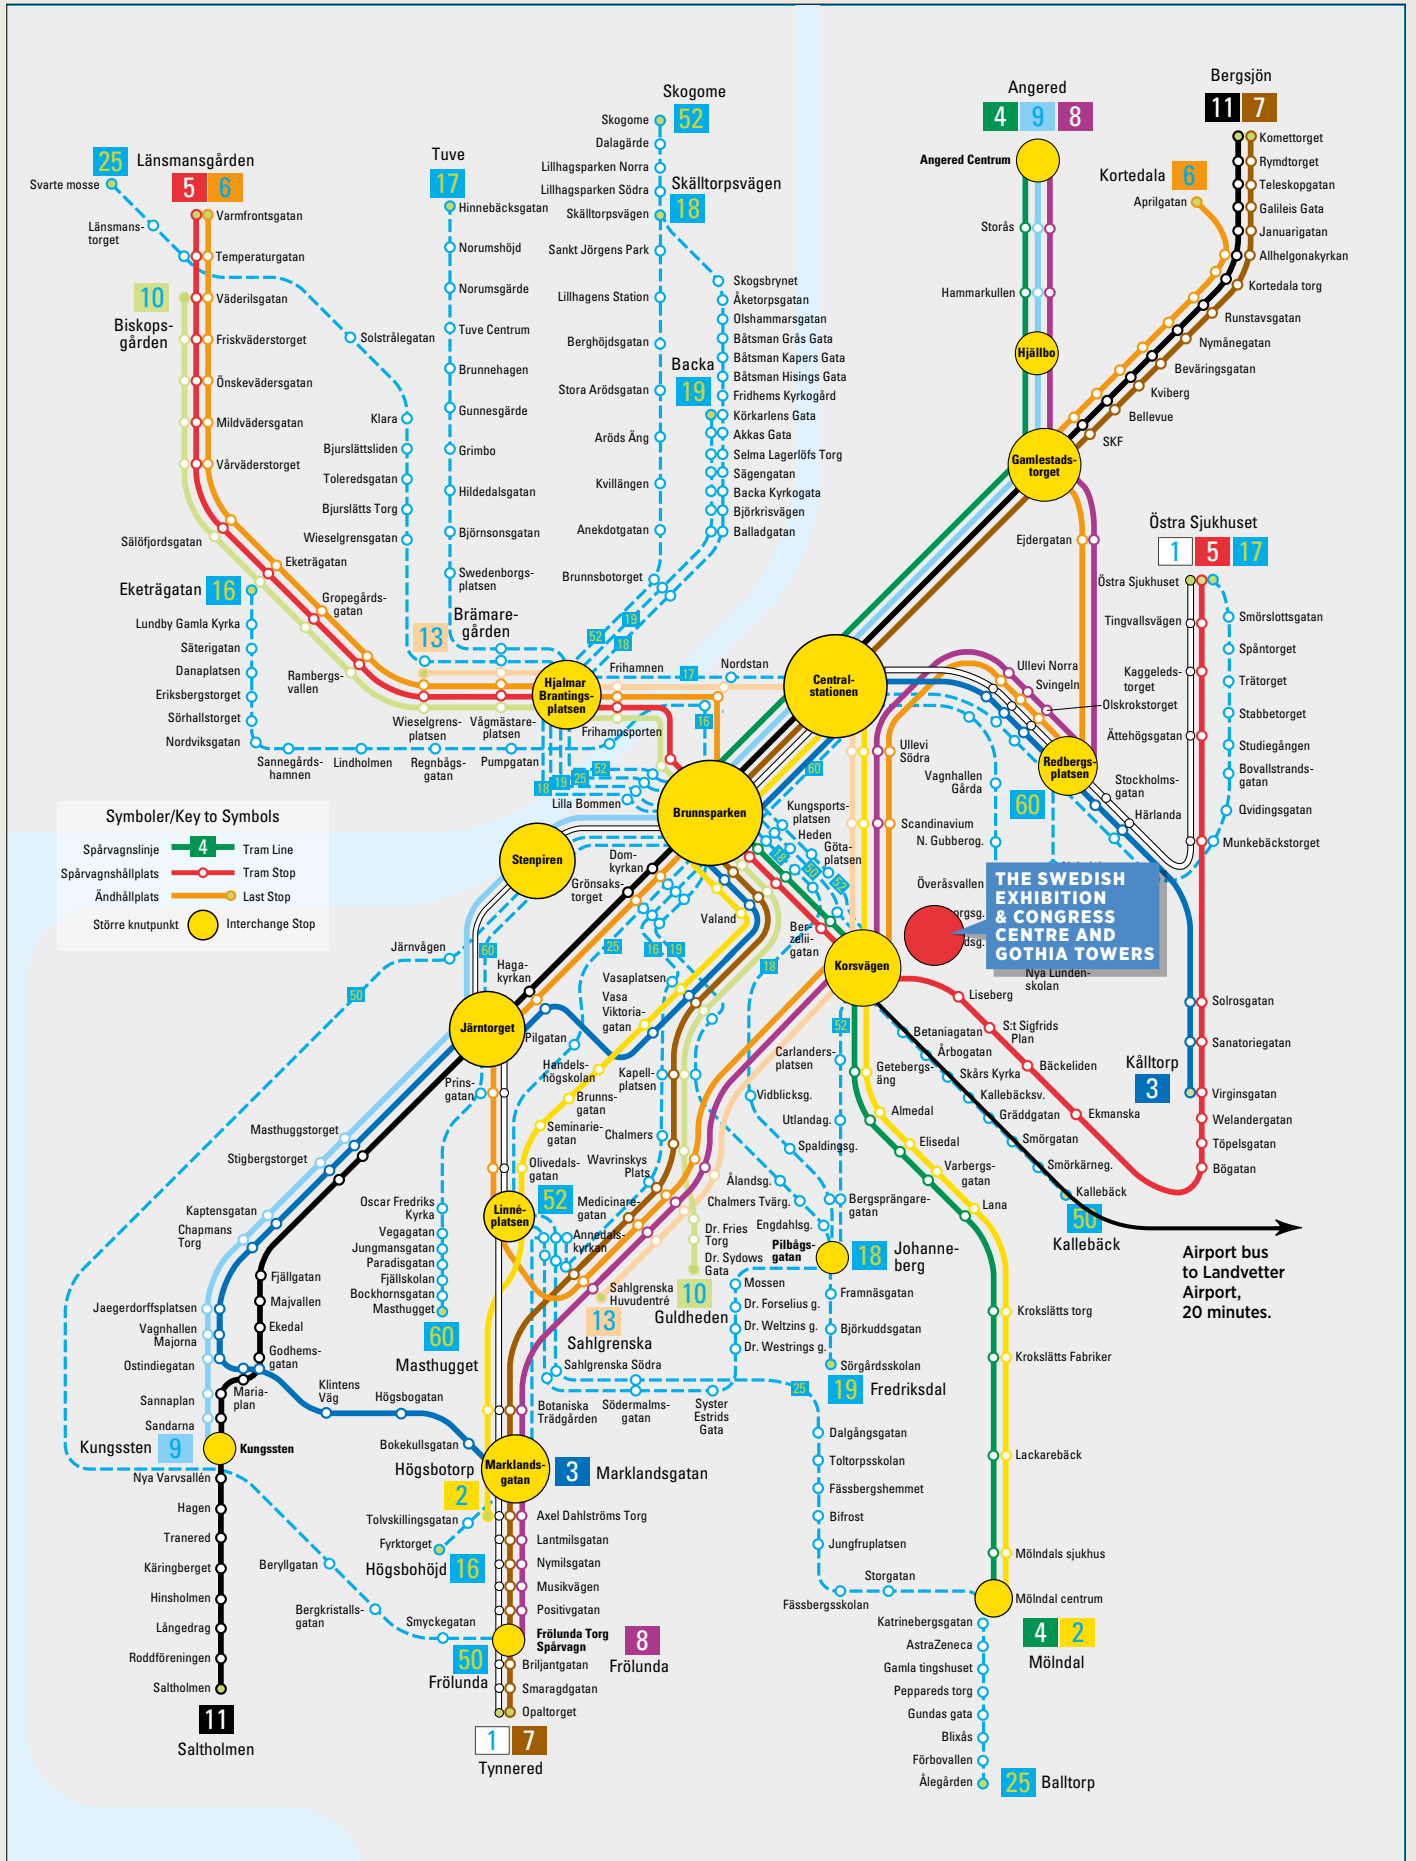 Skogome
52
Skogome
Dalagärde
Lillhagsparken Norra
Lillhagsparken Södra
Skälltorpsvägen
Skälltorpsvägen
18
Sankt Jörgens Park
Lillhagens Station
Berghöjdsgatan
Stora Arödsgatan
Aröds Äng
Kvillängen
Anekdotgatan
Brunnsbotorget
Skogsbrynet
Åketorpsgatan
Olshammarsgatan
Båtsman Grås Gata
Båtsman Kapers Gata
Båtsman Hisings Gata
Fridhems Kyrkogård
Backa
19
Körkarlens Gata
Akkas Gata
Selma Lagerlöfs Torg
Sägengatan
Backa Kyrkogata
Björkrisvägen
Balladgatan
52
19
18
Angered
4 9 8
Angered Centrum
Storås
Hammarkullen
Hjällbo
Gamlestads-
torget
Ejdergatan
Bergsjön
11 7
Komettorget
Rymdtorget
Teleskopgatan
Galileis Gata
Januarigatan
Allhelgonakyrkan
Kortedala torg
Runstavsgatan
Nymånegatan
Beväringsgatan
Kviberg
Bellevue
SKF
Kortedala 6
Aprilgatan
25
Svarte mosse
Länsmans-
torget
Länsmansgården
5 6
Varmfrontsgatan
Temperaturgatan
10
Biskops-
gården
Väderilsgatan
Friskväderstorget
Önskevädersgatan
Mildvädersgatan
Vårväderstorget
Sälöfjordsgatan
Eketrägatan
Gropegårds-
gatan
Rambergs-
vallen
Wieselgrens-
platsen
Vågmästare-
platsen
Solstrålegatan
Klara
Bjurslättsliden
Toleredsgatan
Bjurslätts Torg
Wieselgrensgatan
Tuve
17
Hinnebäcksgatan
Norumshöjd
Norumsgärde
Tuve Centrum
Brunnehagen
Gunnesgärde
Grimbo
Hildedalsgatan
Björnsonsgatan
Swedenborgs-
platsen
13
Brämare-
gården
Eketrägatan 16
Lundby Gamla Kyrka
Säterigatan
Danaplatsen
Eriksbergstorget
Sörhallstorget
Nordviksgatan
Sannegårds-
hamnen
Lindholmen
Regnbågs-
gatan
Pumpgatan
Frihamnsporten
Hjalmar
Brantings-
platsen
Frihamnen
17
Nordstan
16
18
19
25
52
Lilla Bommen
Central-
stationen
Brunnsparken
60
Östra Sjukhuset
1 5 17
Östra Sjukhuset
Tingvallsvägen
Kaggeleds-
torget
Ättehögsgatan
Stockholms-
gatan
Härlanda
Smörslottsgatan
Spåntorget
Trätorget
Stabbetorget
Studiegången
Bovallstrands-
gatan
Qvidingsgatan
Munkebäckstorget
Ullevi Norra
Svingeln
Olskrokstorget
Redbergs-
platsen
60
Ullevi
Södra
Vagnhallen
Gårda
Scandinavium
N. Gubberog.
Överåsvallen
Nya Lunden-
skolan
THE SWEDISH
EXHIBITION
& CONGRESS
CENTRE AND
GOTHIA TOWERS
Symboler/Key to Symbols
Spårvagnslinje 4 Tram Line
Spårvagnshållplats Tram Stop
Ändhållplats Last Stop
Större knutpunkt Interchange Stop
Stenpiren
Dom-
kyrkan
Grönsaks-
torget
Kungsports-
platsen
Heden
Göta-
platsen
18
50
52
Valand
Ber-
zelii-
gatan
Korsvägen
Järnvågen
50
60
25
16
19
18
52
Haga-
kyrkan
Järntorget
Pilgatan
Vasaplatsen
Vasa
Viktoria-
gatan
Handels-
högskolan
Kapell-
platsen
Brunns-
gatan
Seminarie-
gatan
Chalmers
Wavrinskys
Plats
Olivedals-
gatan
Medicinare-
gatan
Annedals-
kyrkan
Linné-
platsen
52
Prins-
gatan
Oscar Fredriks
Kyrka
Vegagatan
Jungmansgatan
Paradisgatan
Fjällskolan
Bockhornsgatan
Masthugget
60
Masthugget
Masthuggstorget
Stigbergstorget
Kaptensgatan
Chapmans
Torg
Jaegerdorffsplatsen
Vagnhallen
Majorna
Ostindiegatan
Sannaplan
Sandarna
Fjällgatan
Majvallen
Ekedal
Godhems-
gatan
Maria-
plan
Klintens
Väg
Högsbogatan
Bokekullsgatan
Kungssten 9
Kungssten
Nya Varvsallén
Hagen
Tranered
Käringberget
Hinsholmen
Långedrag
Roddföreningen
Saltholmen
11
Saltholmen
Högsbotorp
2
Marklands-
gatan
3 Marklandsgatan
Tolvskillingsgatan
Fyrktorget
Högsbohöjd 16
Axel Dahlströms Torg
Lantmilsgatan
Nymilsgatan
Musikvägen
Positivgatan
Frölunda Torg
Spårvagn
8
Frölunda
Briljantgatan
Smaragdgatan
Opaltorget
1 7
Tynnered
Beryllgatan
Bergkristalls-
gatan
Smyckegatan
50
Frölunda
Sahlgrenska
Huvudentré
13
Sahlgrenska
Dr. Fries
Torg
Dr. Sydows
Gata
10
Guldheden
Sahlgrenska Södra
Botaniska
Trädgården
Södermalms-
gatan
Syster
Estrids
Gata
Mossen
Dr. Forselius g.
Dr. Weltzins g.
Dr. Westrings g.
25
Carlanders-
platsen
Vidblicksg.
Utlandag.
Spaldingsg.
Ålandsg.
Chalmers Tvärg.
Engdahlsg.
Bergsprängare-
gatan
Pilbågs-
gatan
18 Johanne-
berg
Framnäsgatan
Björkuddsgatan
Sörgårdsskolan
19 Fredriksdal
Dalgångsgatan
Toltorpsskolan
Fässbergshemmet
Bifrost
Jungfruplatsen
Storgatan
Fässbergsskolan
Getebergs-
äng
Almedal
Elisedal
Varbergs-
gatan
Lana
Krokslätts torg
Krokslätts Fabriker
Lackarebäck
Mölndals sjukhus
Mölndal centrum
4 2
Mölndal
Katrinebergsgatan
AstraZeneca
Gamla tingshuset
Peppareds torg
Gundas gata
Blixås
Förbovallen
Ålegården
25 Balltorp
Betaniagatan
Årbogatan
Skårs Kyrka
Kallebäcksv.
Gräddgatan
Smörgatan
Smörkärneg.
Kallebäck
50
Kallebäck
Liseberg
S:t Sigfrids
Plan
Bäckeliden
Ekmanska
Kålltorp
3
Solrosgatan
Sanatoriegatan
Virginsgatan
Welandergatan
Töpelsgatan
Bögatan
Airport bus
to Landvetter
Airport,
20 minutes.